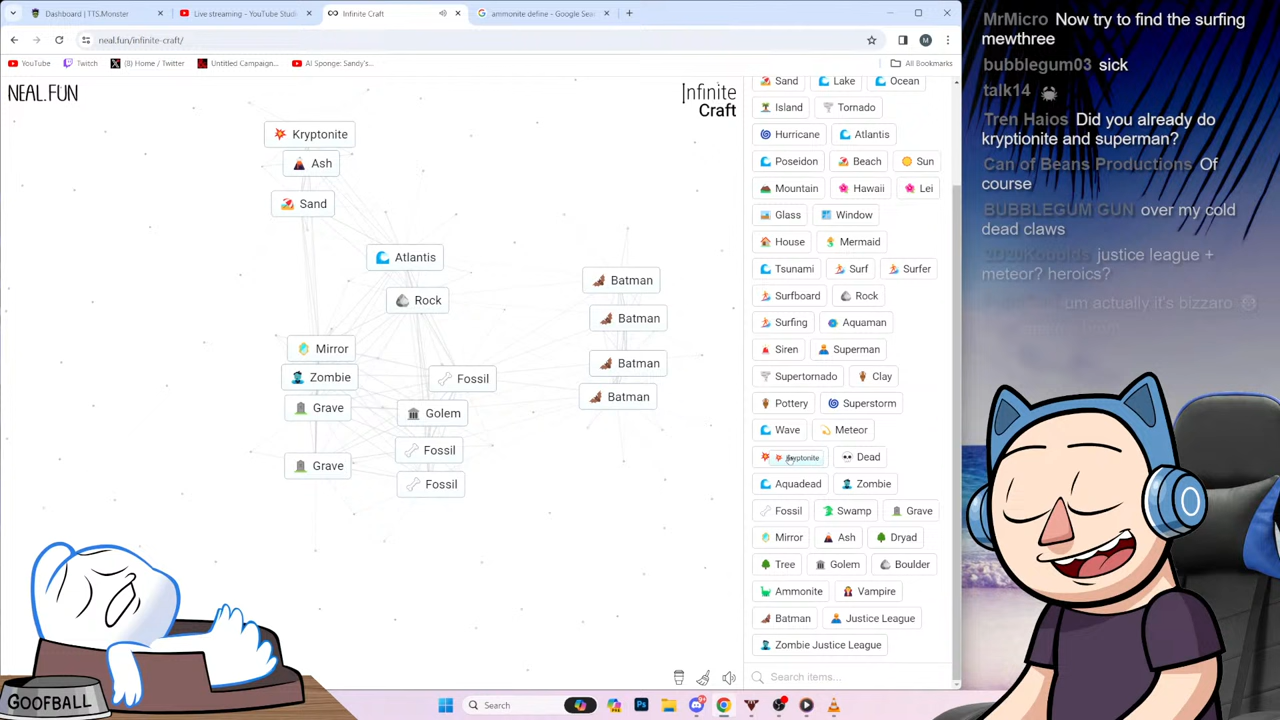 Dashboard | TTS.Monster
Live streaming - YouTube Studi
Infinite Craft
ammonite define - Google Sea
neal.fun/infinite-craft/
YouTube
Twitch
(8) Home / Twitter
Untitled Campaign...
AI Sponge: Sandy's...
All Bookmarks
NEAL.FUN
Infinite
Craft
Kryptonite
Ash
Sand
Atlantis
Rock
Mirror
Zombie
Grave
Grave
Fossil
Golem
Fossil
Fossil
Batman
Batman
Batman
Batman
Sand Lake Ocean
Island Tornado
Hurricane Atlantis
Poseidon Beach Sun
Mountain Hawaii Lei
Glass Window
House Mermaid
Tsunami Surf Surfer
Surfboard Rock
Surfing Aquaman
Siren Superman
Supertornado Clay
Pottery Superstorm
Wave Meteor
Kryptonite Dead
Aquadead Zombie
Fossil Swamp Grave
Mirror Ash Dryad
Tree Golem Boulder
Ammonite Vampire
Batman Justice League
Zombie Justice League
Search items...
Search
MrMicro Now try to find the surfing
mewthree
bubblegum03 sick
talk14
Tren Haios Did you already do
kryptionite and superman?
Can of Beans Productions Of
course
BUBBLEGUM GUN over my cold
dead claws
justice league +
meteor? heroics?
um actually it's bizzaro
GOOFBALL